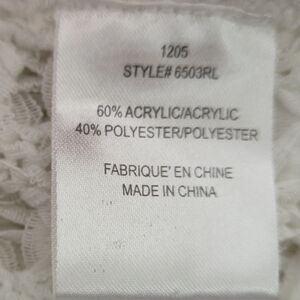 1205
STYLE# 6503RL
60% ACRYLIC/ACRYLIC
40% POLYESTER/POLYESTER
FABRIQUE' EN CHINE
MADE IN CHINA